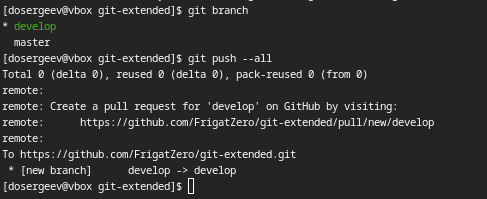 [dosergeev@vbox git-extended]$ git branch
* develop
  master
[dosergeev@vbox git-extended]$ git push --all
Total 0 (delta 0), reused 0 (delta 0), pack-reused 0 (from 0)
remote:
remote: Create a pull request for 'develop' on GitHub by visiting:
remote:      https://github.com/FrigatZero/git-extended/pull/new/develop
remote:
To https://github.com/FrigatZero/git-extended.git
 * [new branch]      develop -> develop
[dosergeev@vbox git-extended]$